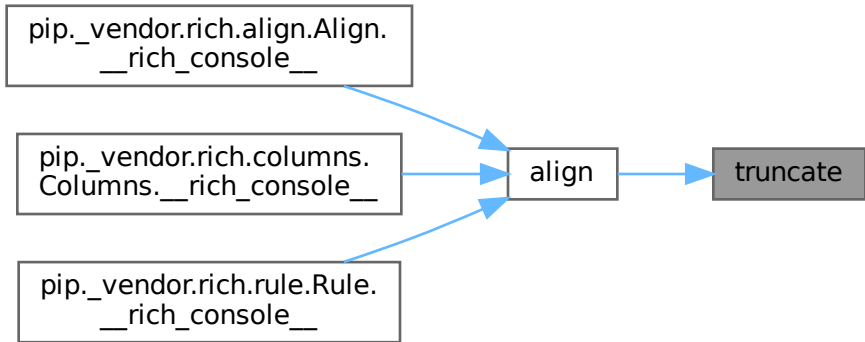 pip._vendor.rich.align.Align.
__rich_console__
pip._vendor.rich.columns.
Columns.__rich_console__
align
truncate
pip._vendor.rich.rule.Rule.
__rich_console__